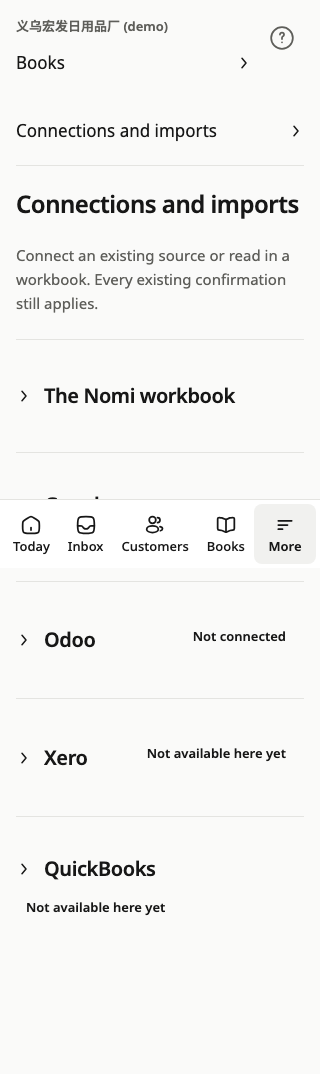 义乌宏发日用品厂 (demo)
Books
Connections and imports
Connections and imports
Connect an existing source or read in a
workbook. Every existing confirmation
still applies.
The Nomi workbook
Today
Inbox
Customers
Books
More
Odoo
Not connected
Xero
Not available here yet
QuickBooks
Not available here yet